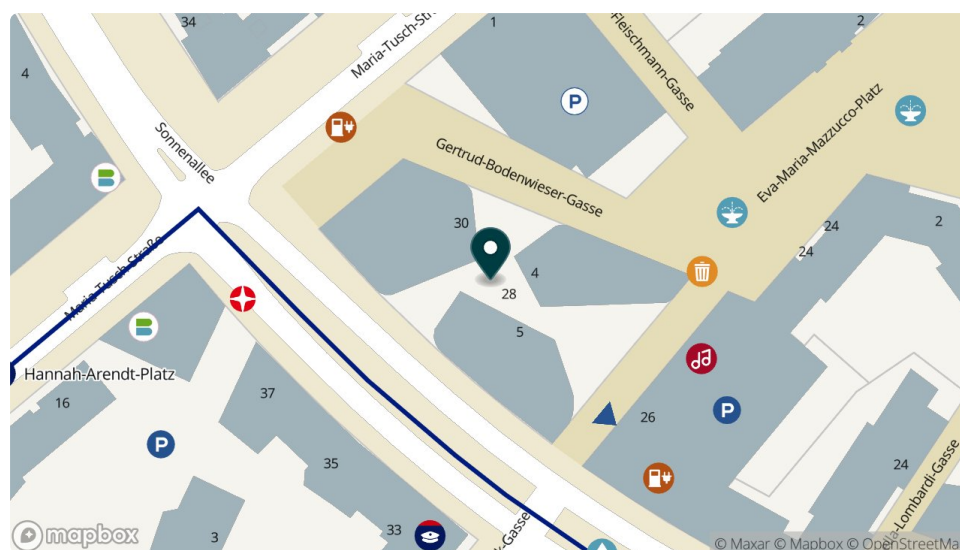 34
1
2
4
Maria-Tusch-Str
Fleischmann-Gasse
P
Sonnenallee
Eva-Maria-Mazzucco-Platz
Gertrud-Bodenwieser-Gasse
30
24
2
24
Maria-Tusch-Straße
4
28
5
Hannah-Arendt-Platz
16
37
26
P
P
35
24
33
3
k-Gasse
lla-Lombardi-Gasse
mapbox
© Maxar © Mapbox © OpenStreetMa